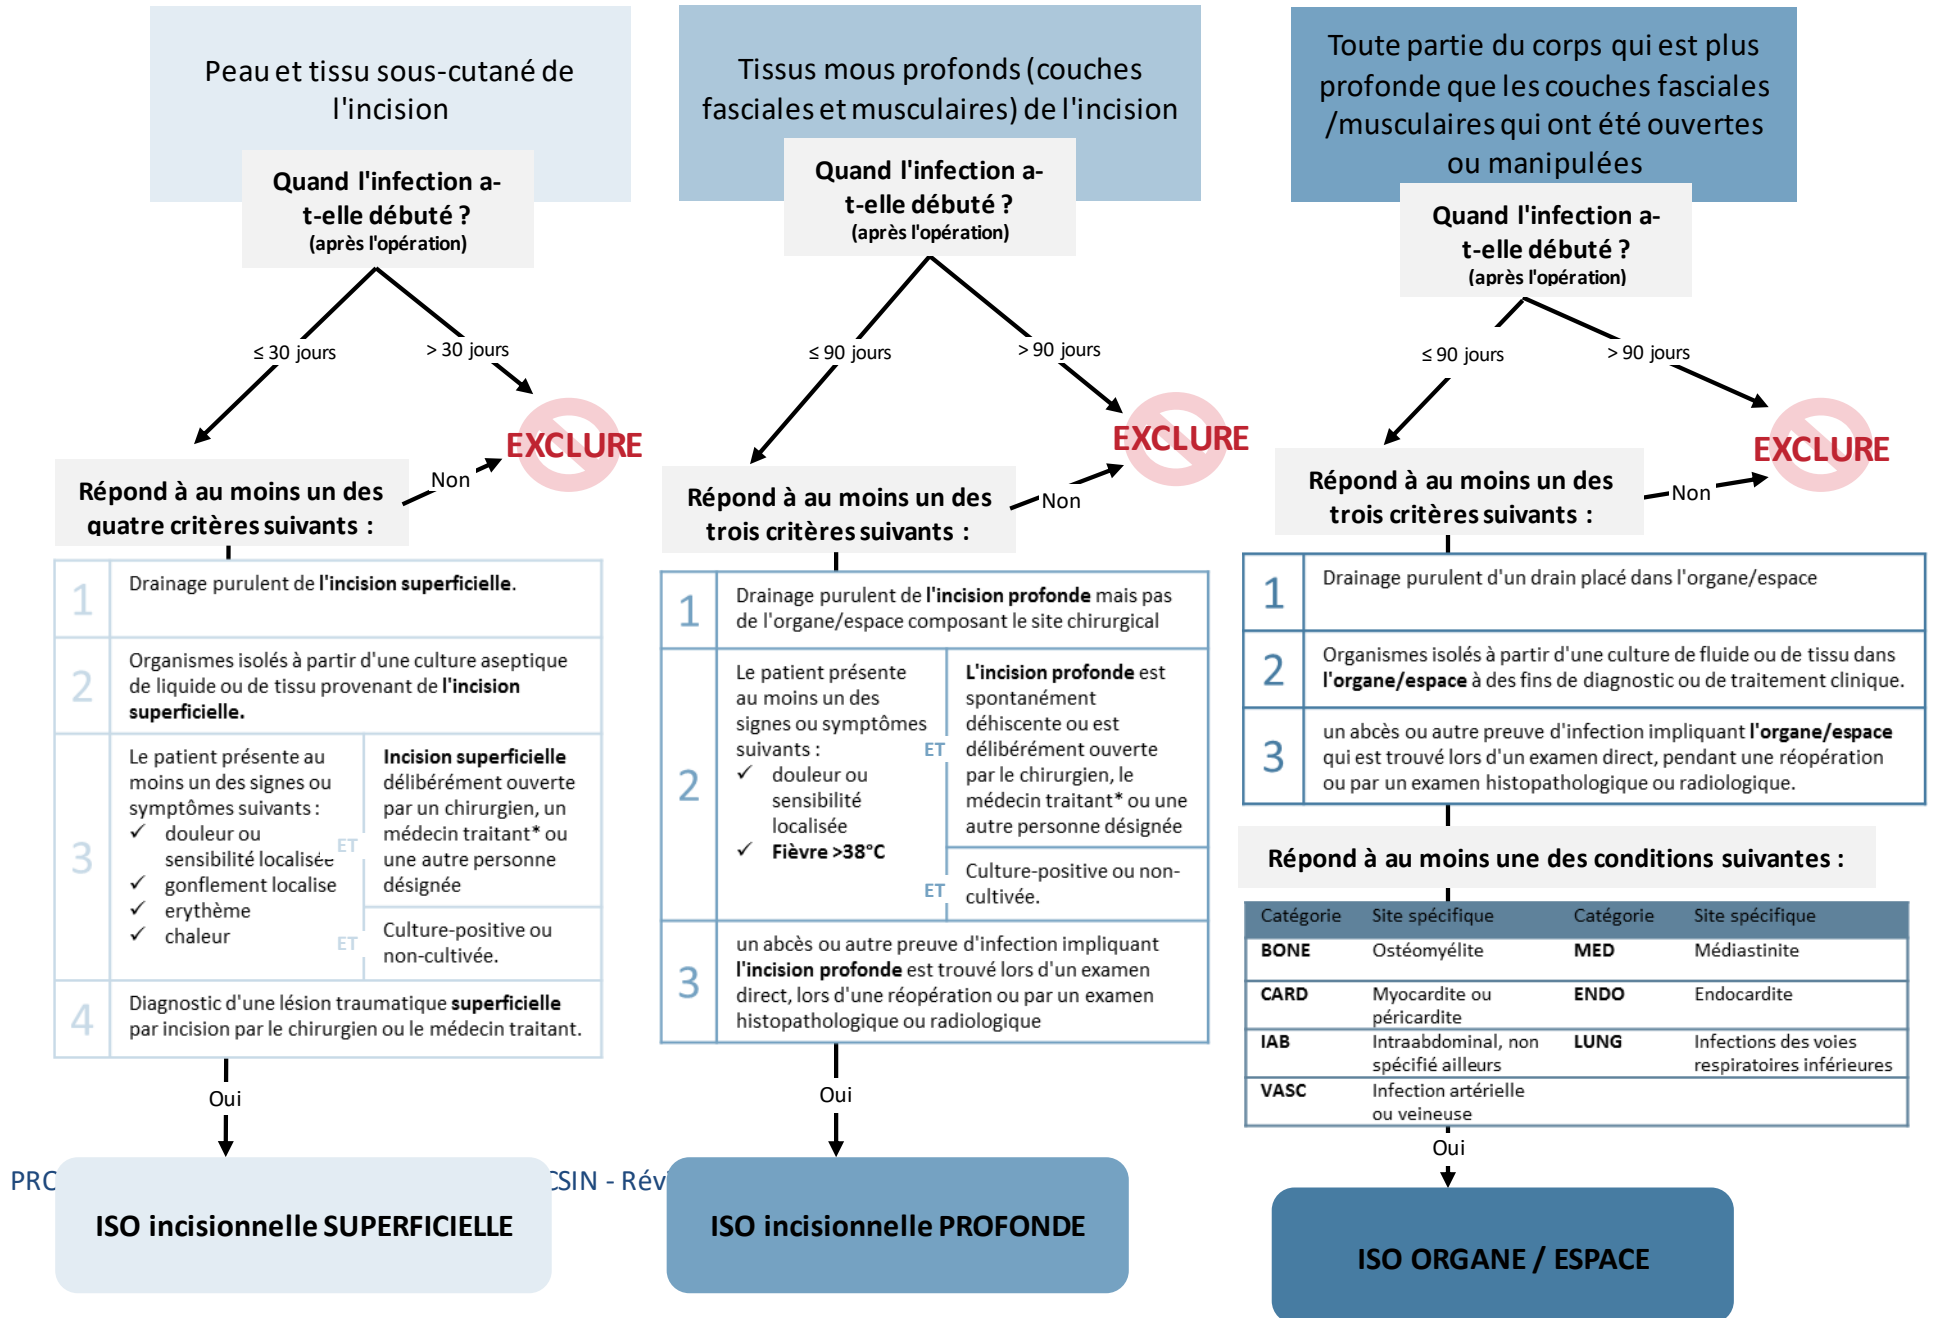 Peau et tissu sous-cutané de
l'incision
Quand l'infection a-
t-elle débuté ?
(après l'opération)
≤ 30 jours
> 30 jours
EXCLURE
Répond à au moins un des
quatre critères suivants :
Non
1
Drainage purulent de l'incision superficielle.
2
Organismes isolés à partir d'une culture aseptique
de liquide ou de tissu provenant de l'incision
superficielle.
3
Le patient présente au
moins un des signes ou
symptômes suivants :
✓ douleur ou
sensibilité localisée
✓ gonflement localise
✓ erythème
✓ chaleur
ET
Incision superficielle
délibérément ouverte
par un chirurgien, un
médecin traitant* ou
une autre personne
désignée
ET
Culture-positive ou
non-cultivée.
4
Diagnostic d'une lésion traumatique superficielle
par incision par le chirurgien ou le médecin traitant.
Oui
ISO incisionnelle SUPERFICIELLE
Tissus mous profonds (couches
fasciales et musculaires) de l'incision
Quand l'infection a-
t-elle débuté ?
(après l'opération)
≤ 90 jours
> 90 jours
EXCLURE
Répond à au moins un des
trois critères suivants :
Non
1
Drainage purulent de l'incision profonde mais pas
de l'organe/espace composant le site chirurgical
2
Le patient présente
au moins un des
signes ou symptômes
suivants :
✓ douleur ou
sensibilité
localisée
✓ Fièvre >38°C
ET
L'incision profonde est
spontanément
déhiscente ou est
délibérément ouverte
par le chirurgien, le
médecin traitant* ou une
autre personne désignée
ET
Culture-positive ou non-
cultivée.
3
un abcès ou autre preuve d'infection impliquant
l'incision profonde est trouvé lors d'un examen
direct, lors d'une réopération ou par un examen
histopathologique ou radiologique
Oui
ISO incisionnelle PROFONDE
Toute partie du corps qui est plus
profonde que les couches fasciales
/musculaires qui ont été ouvertes
ou manipulées
Quand l'infection a-
t-elle débuté ?
(après l'opération)
≤ 90 jours
> 90 jours
EXCLURE
Répond à au moins un des
trois critères suivants :
Non
1
Drainage purulent d'un drain placé dans l'organe/espace
2
Organismes isolés à partir d'une culture de fluide ou de tissu dans
l'organe/espace à des fins de diagnostic ou de traitement clinique.
3
un abcès ou autre preuve d'infection impliquant l'organe/espace
qui est trouvé lors d'un examen direct, pendant une réopération
ou par un examen histopathologique ou radiologique.
Répond à au moins une des conditions suivantes :
Catégorie Site spécifique Catégorie Site spécifique
BONE Ostéomyélite MED Médiastinite
CARD Myocardite ou
péricardite
ENDO Endocardite
IAB Intraabdominal, non
spécifié ailleurs
LUNG Infections des voies
respiratoires inférieures
VASC Infection artérielle
ou veineuse
Oui
ISO ORGANE / ESPACE
CSIN - Rév